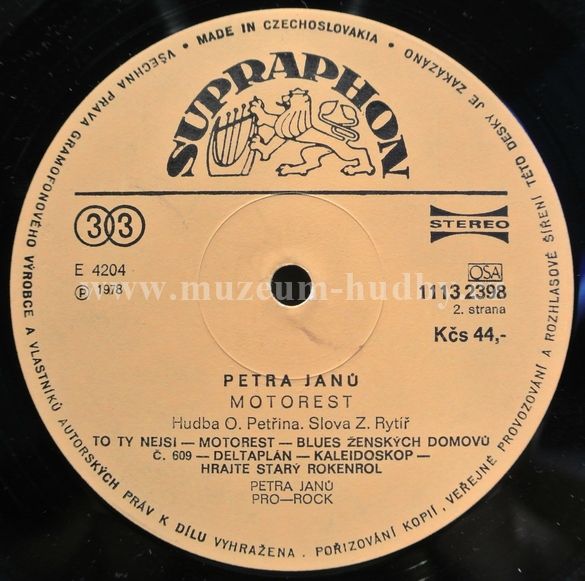 VŠECHNA PRÁVA GRAMOFONOVÉHO VÝROBCE A VLASTNÍKŮ AUTORSKÝCH PRÁV K DÍLU VYHRAŽENA. POŘIZOVÁNÍ KOPIÍ, VEŘEJNÉ PROVOZOVÁNÍ A ROZHLASOVÉ ŠÍŘENÍ TÉTO DESKY JE ZAKÁZÁNO
• MADE IN CZECHOSLOVAKIA •
SUPRAPHON
33
STEREO
E 4204
Ⓟ 1978
OSA
1113 2398
2. strana
Kčs 44,-
www.muzeum-hudby
PETRA JANŮ
MOTOREST
Hudba O. Petřina. Slova Z. Rytíř
TO TY NEJSI — MOTOREST — BLUES ŽENSKÝCH DOMOVŮ
Č. 609 — DELTAPLÁN — KALEIDOSKOP —
HRAJTE STARÝ ROKENROL
PETRA JANŮ
PRO—ROCK